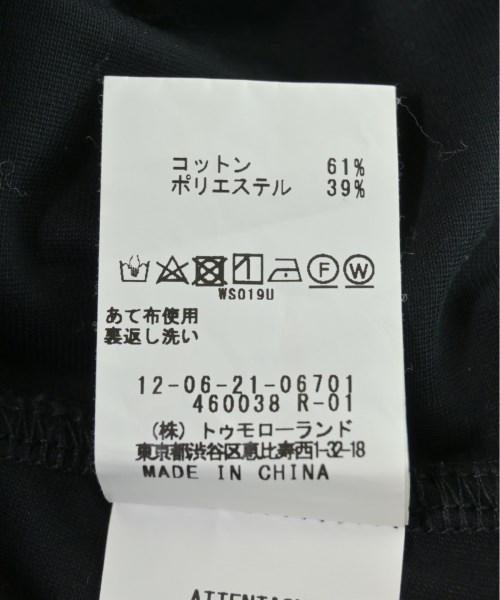 コットン 61%
ポリエステル 39%
F W
WS019U
あて布使用
裏返し洗い
12-06-21-06701
460038 R-01
(株) トゥモローランド
東京都渋谷区恵比寿西1-32-18
MADE IN CHINA